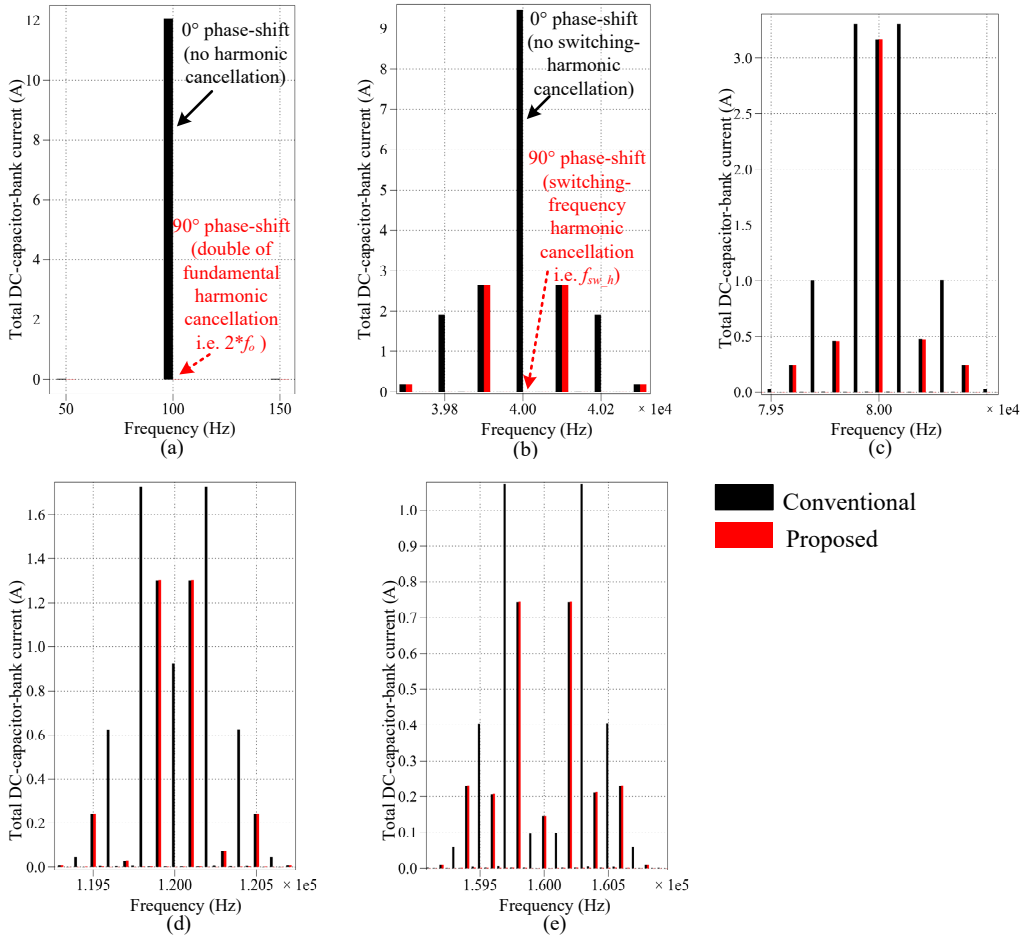 Total DC-capacitor-bank current (A)
12
10
8
6
4
2
0
0° phase-shift
(no harmonic
cancellation)
90° phase-shift
(double of
fundamental
harmonic
cancellation
i.e. 2*fo )
50
100
150
Frequency (Hz)
(a)
Total DC-capacitor-bank current (A)
9
8
7
6
5
4
3
2
1
0
0° phase-shift
(no switching-
harmonic
cancellation)
90° phase-shift
(switching-
frequency
harmonic
cancellation
i.e. fsw_h)
3.98
4.00
4.02
× 1e4
Frequency (Hz)
(b)
Total DC-capacitor-bank current (A)
3.0
2.5
2.0
1.5
1.0
0.5
0.0
7.95
8.00
× 1e4
Frequency (Hz)
(c)
Total DC-capacitor-bank current (A)
1.6
1.4
1.2
1.0
0.8
0.6
0.4
0.2
0.0
1.195
1.200
1.205
× 1e5
Frequency (Hz)
(d)
Total DC-capacitor-bank current (A)
1.0
0.9
0.8
0.7
0.6
0.5
0.4
0.3
0.2
0.1
0.0
1.595
1.600
1.605
× 1e5
Frequency (Hz)
(e)
Conventional
Proposed